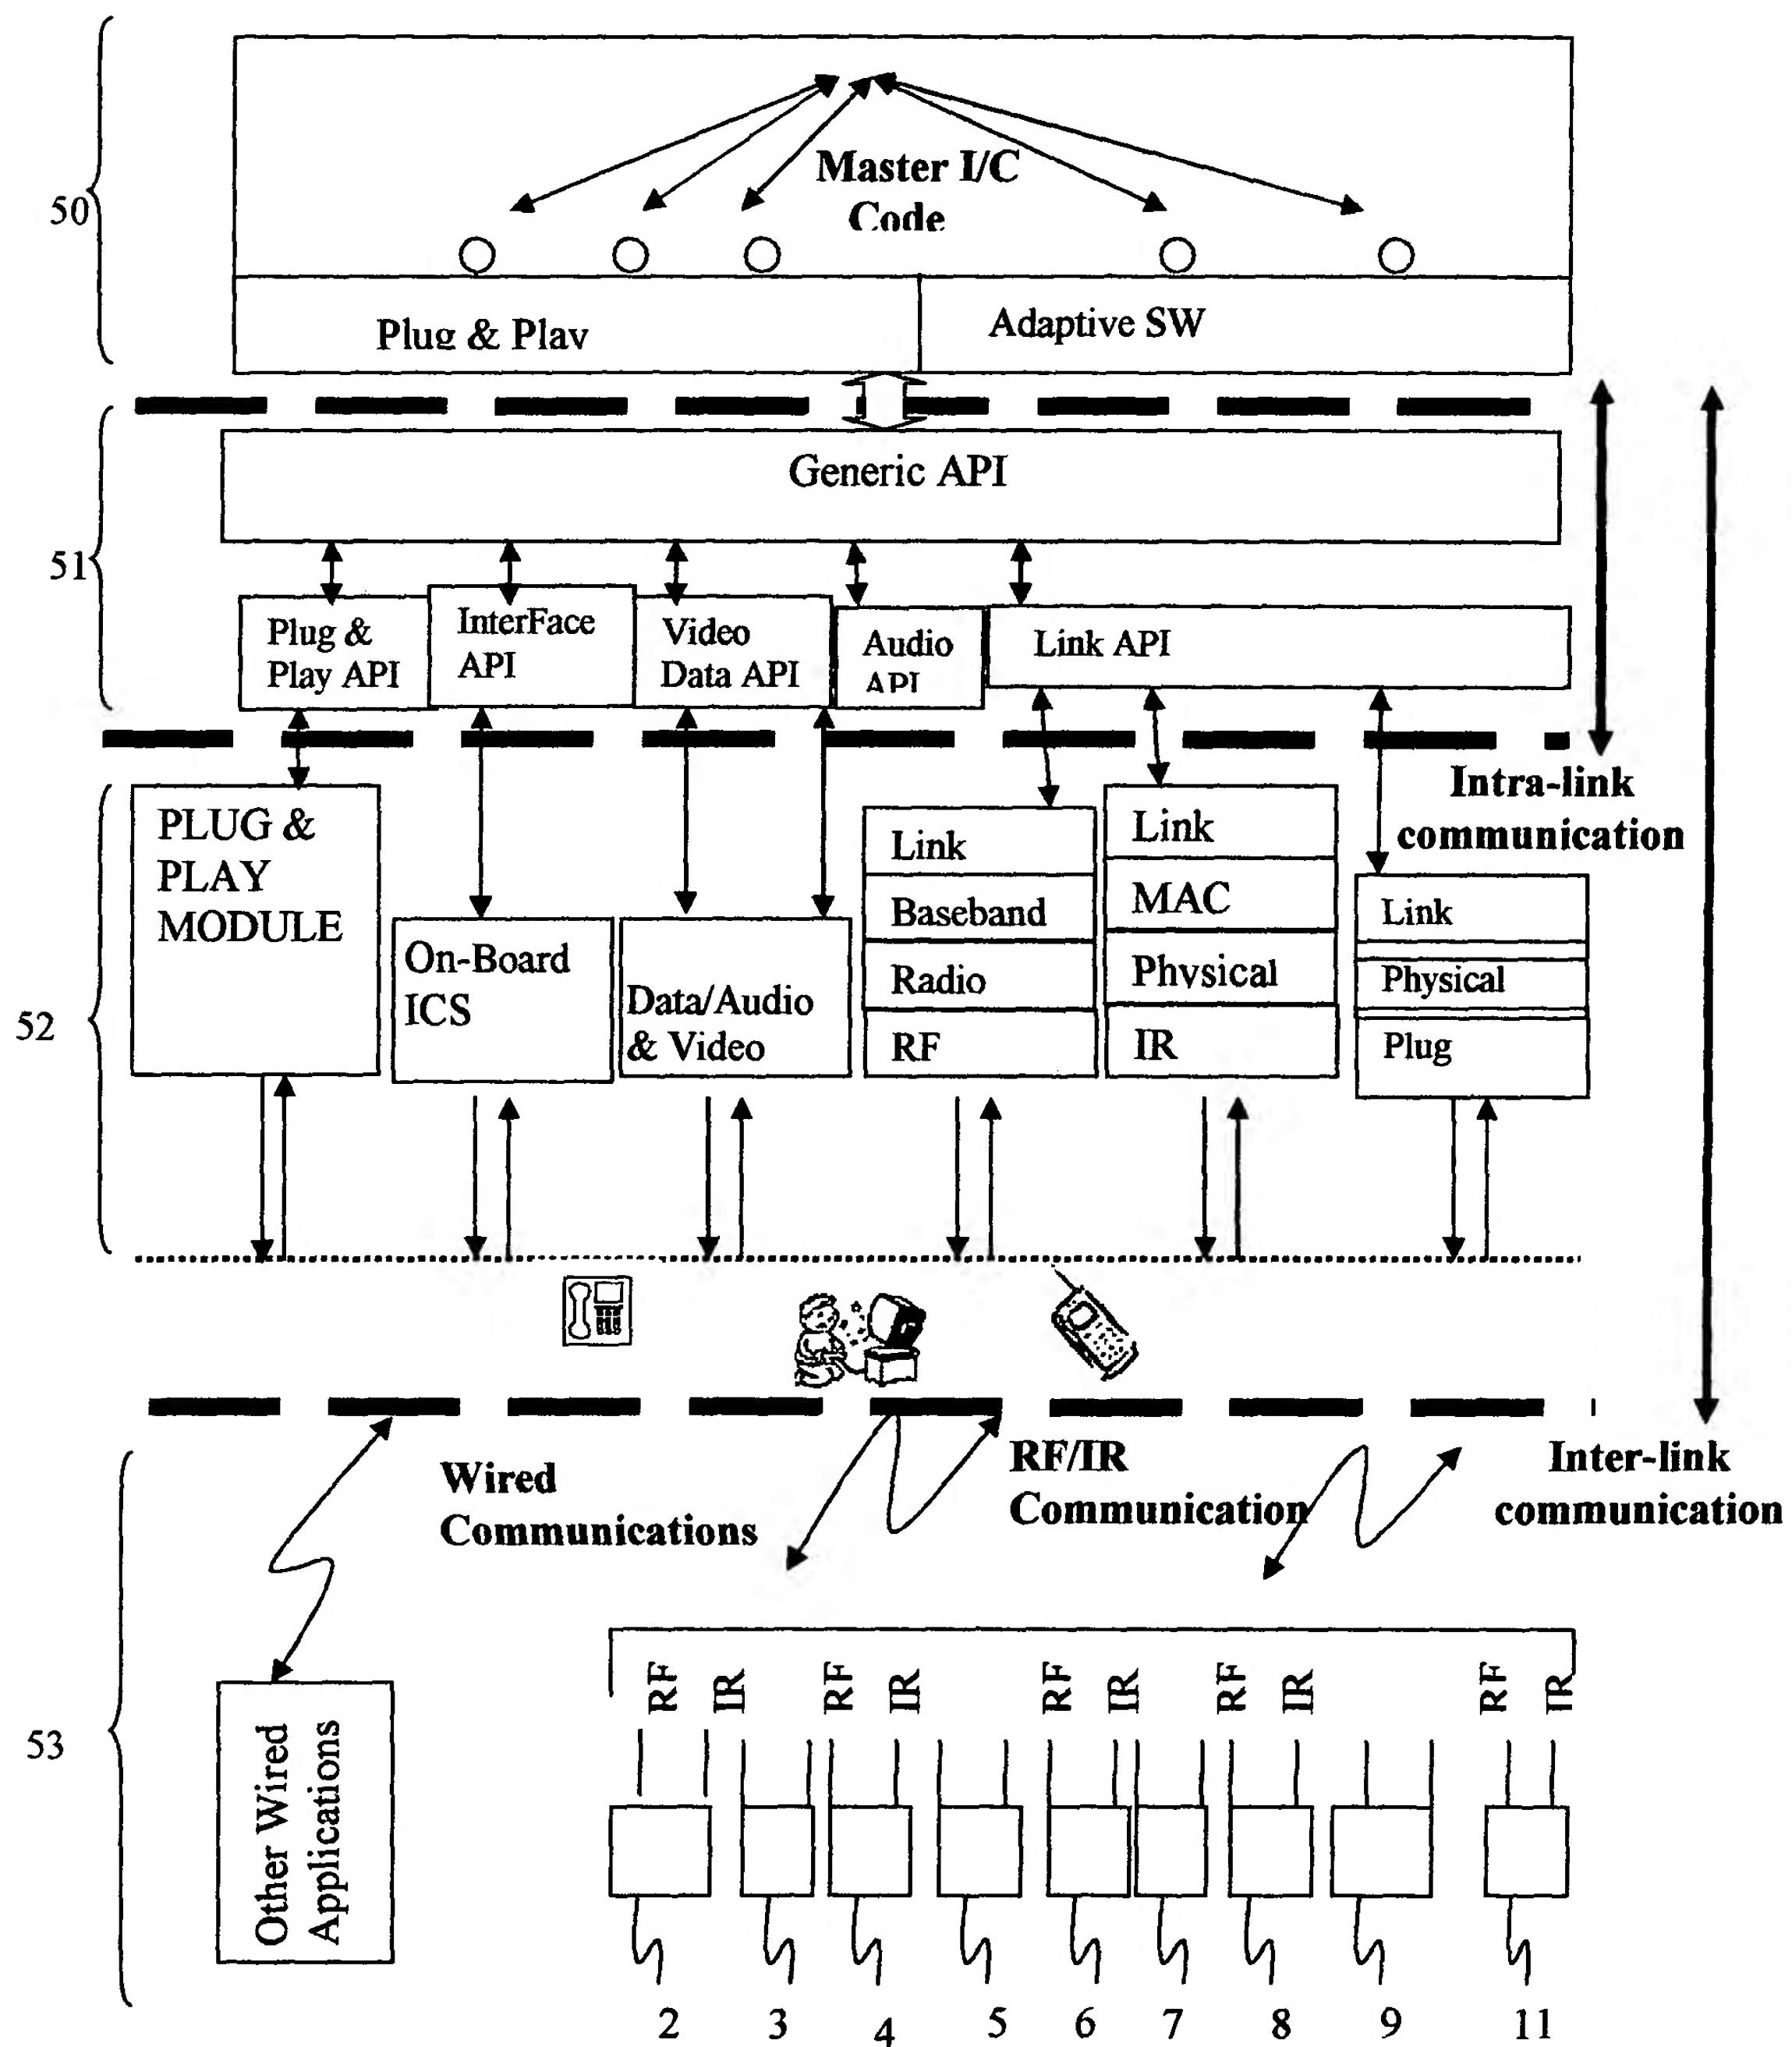 50
Master I/C
Code
Plug & Play
Adaptive SW
51
Generic API
Plug &
Play API
InterFace
API
Video
Data API
Audio
API
Link API
Intra-link
communication
52
PLUG &
PLAY
MODULE
On-Board
ICS
Data/Audio
& Video
Link
Baseband
Radio
RF
Link
MAC
Physical
IR
Link
Physical
Plug
Wired
Communications
RF/IR
Communication
Inter-link
communication
53
Other Wired
Applications
RF IR RF IR RF IR RF IR RF IR
2 3 4 5 6 7 8 9 11